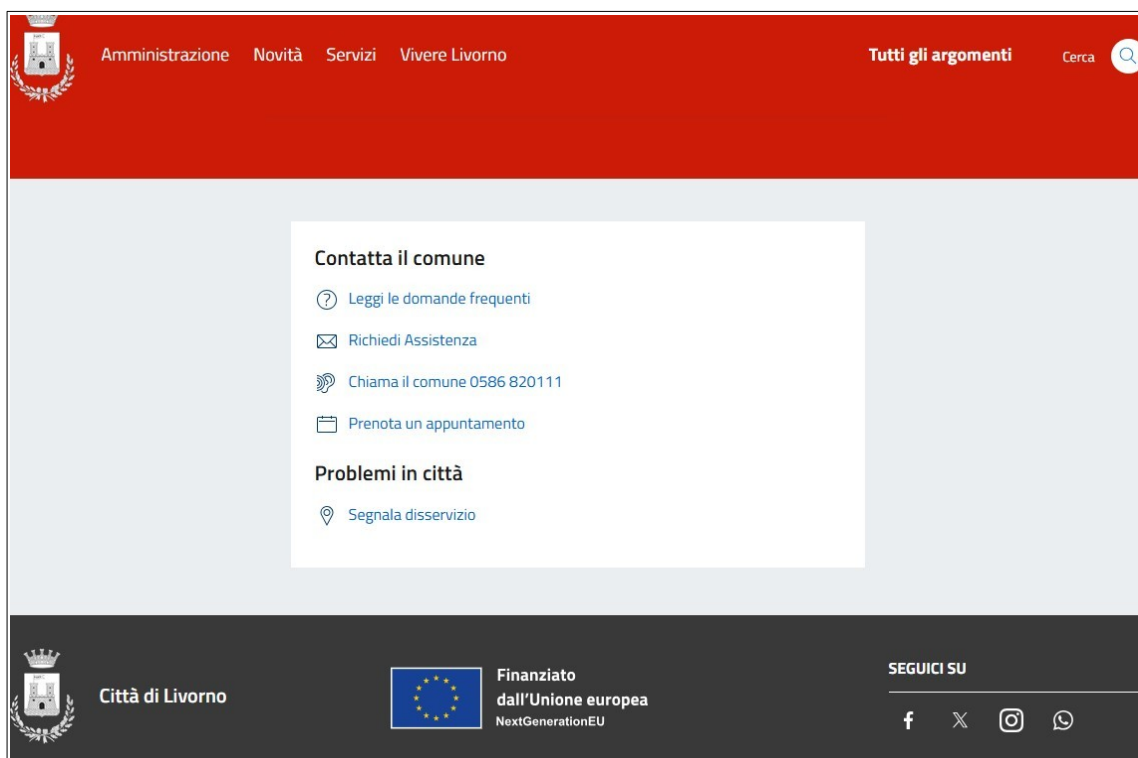 Amministrazione Novità Servizi Vivere Livorno Tutti gli argomenti Cerca
Contatta il comune
Leggi le domande frequenti
Richiedi Assistenza
Chiama il comune 0586 820111
Prenota un appuntamento
Problemi in città
Segnala disservizio
Città di Livorno
Finanziato
dall'Unione europea
NextGenerationEU
SEGUICI SU